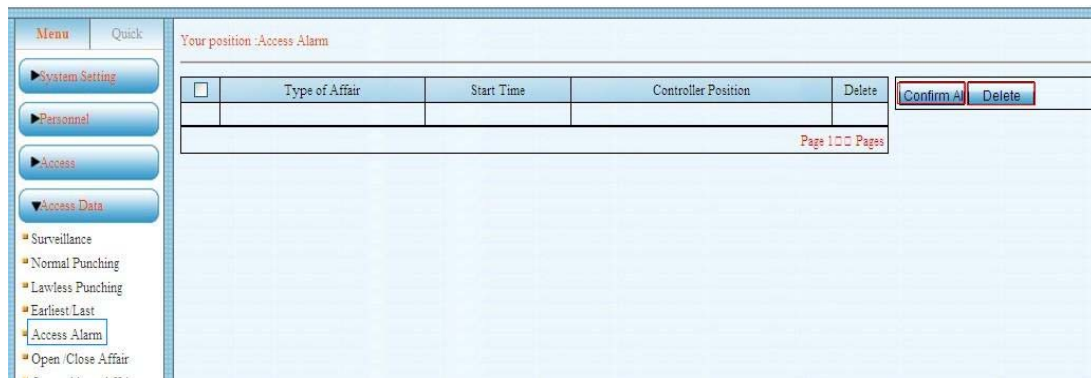 Menu
Quick
Your position :Access Alarm
▶System Setting
▶Personnel
▶Access
▼Access Data
Surveillance
Normal Punching
Lawless Punching
Earliest/Last
Access Alarm
Open /Close Affair
Type of Affair
Start Time
Controller Position
Delete
Page 1□□ Pages
Confirm Al
Delete